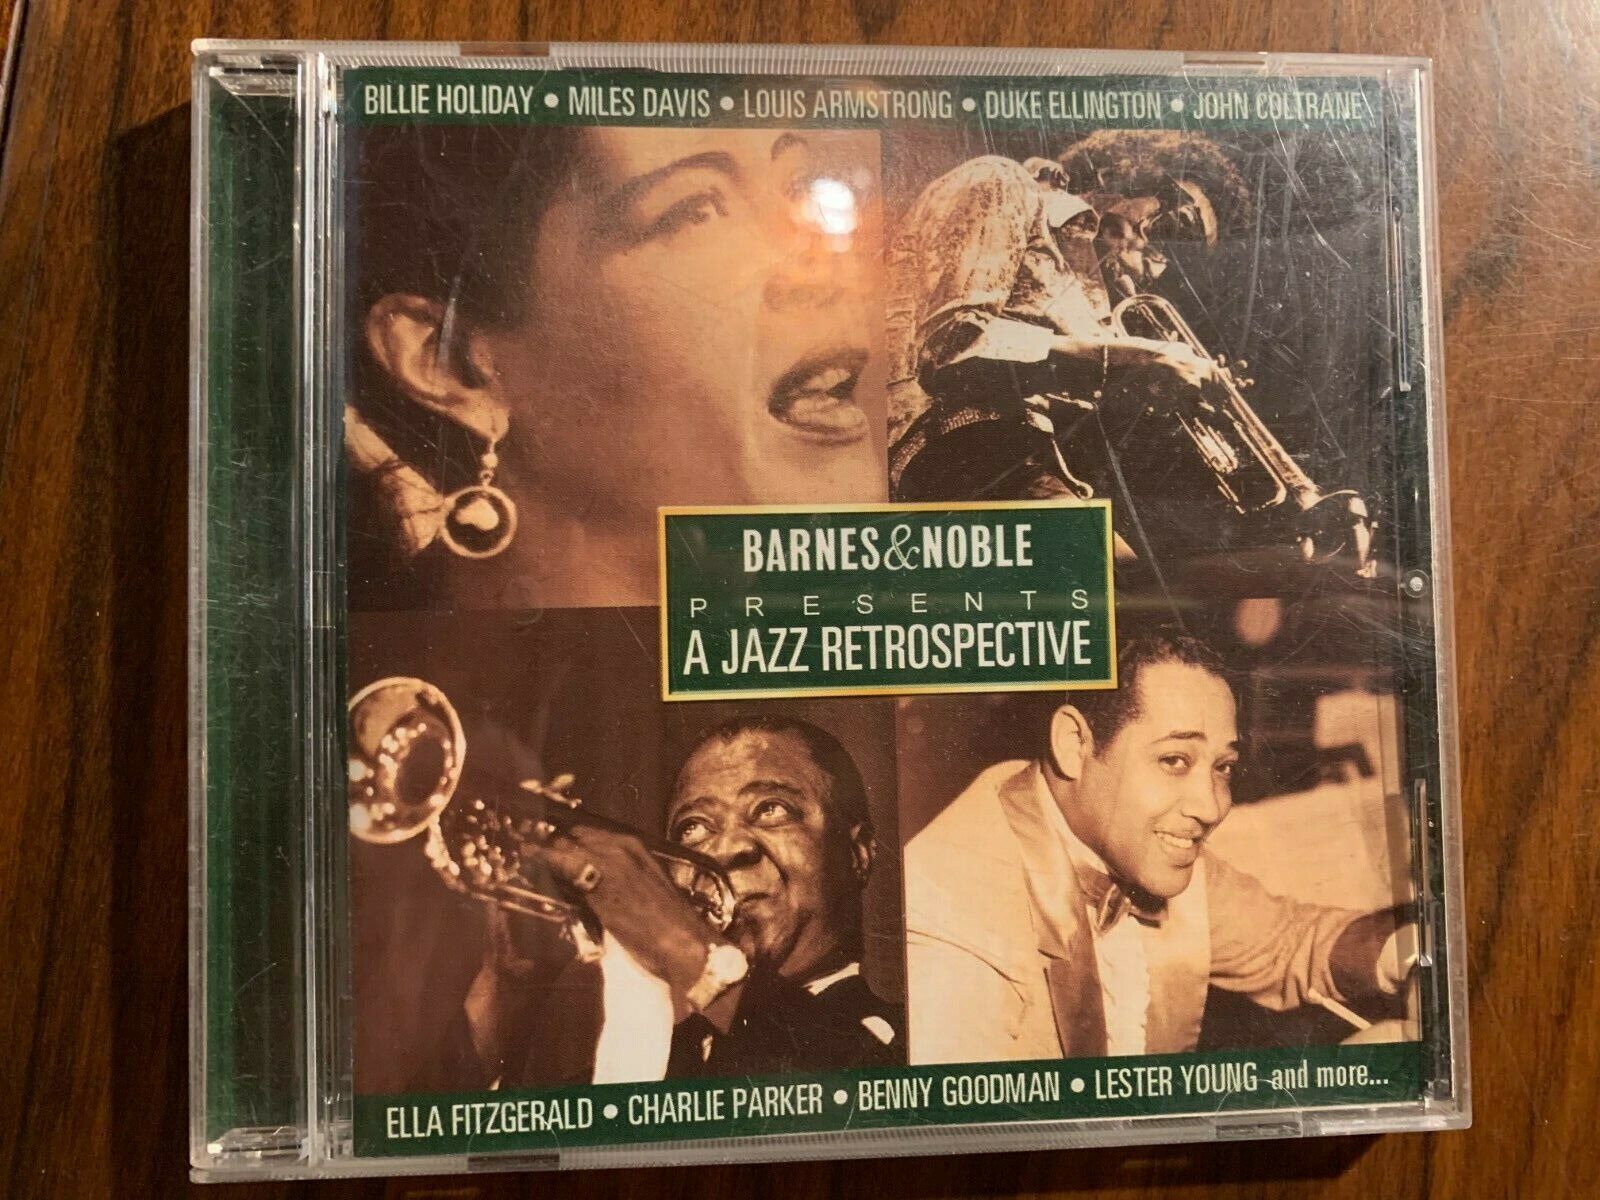 BILLIE HOLIDAY • MILES DAVIS • LOUIS ARMSTRONG • DUKE ELLINGTON • JOHN COLTRANE
BARNES&NOBLE
PRESENTS
A JAZZ RETROSPECTIVE
ELLA FITZGERALD • CHARLIE PARKER • BENNY GOODMAN • LESTER YOUNG and more...